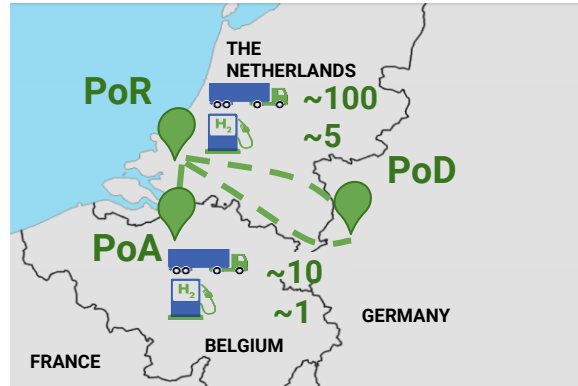 THE
NETHERLANDS
PoR
~100
H₂
~5
PoD
PoA
~10
H₂
~1
GERMANY
BELGIUM
FRANCE